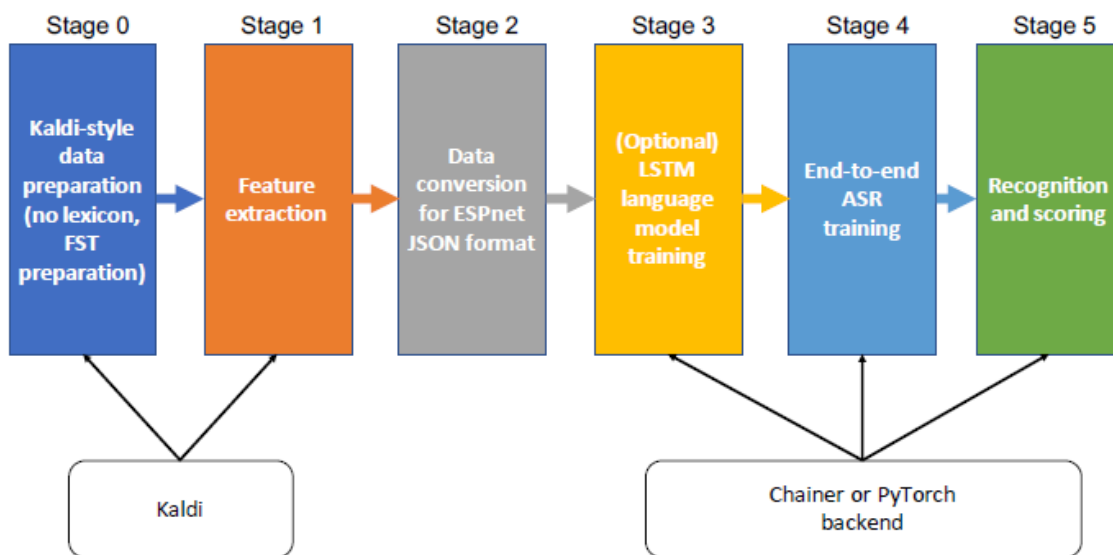 Stage 0
Stage 1
Stage 2
Stage 3
Stage 4
Stage 5
Kaldi-style
data
preparation
(no lexicon,
FST
preparation)
Feature
extraction
Data
conversion
for ESPnet
JSON format
(Optional)
LSTM
language
model
training
End-to-end
ASR
training
Recognition
and scoring
Kaldi
Chainer or PyTorch
backend